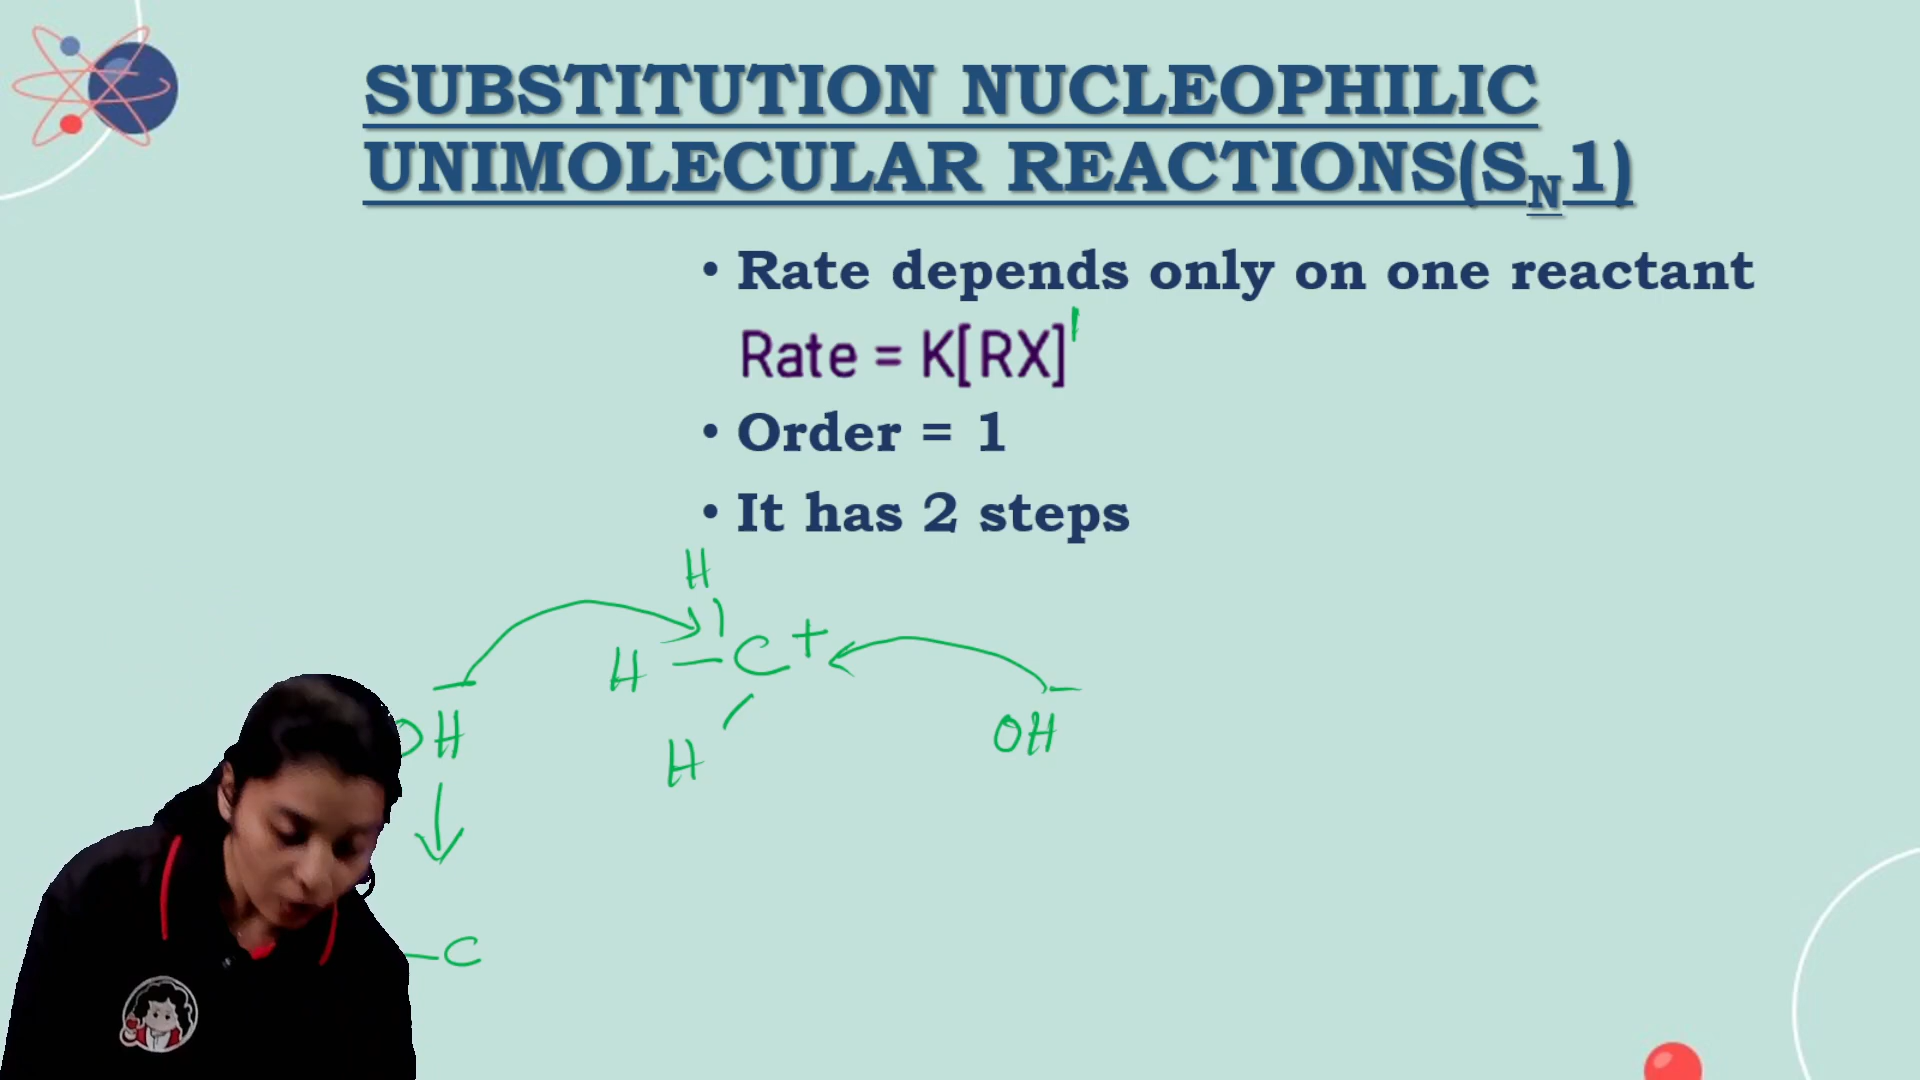 SUBSTITUTION NUCLEOPHILIC
UNIMOLECULAR REACTIONS(SN1)
• Rate depends only on one reactant
Rate = K[RX]1
• Order = 1
• It has 2 steps
H
H – C +
H
OH
OH
–C